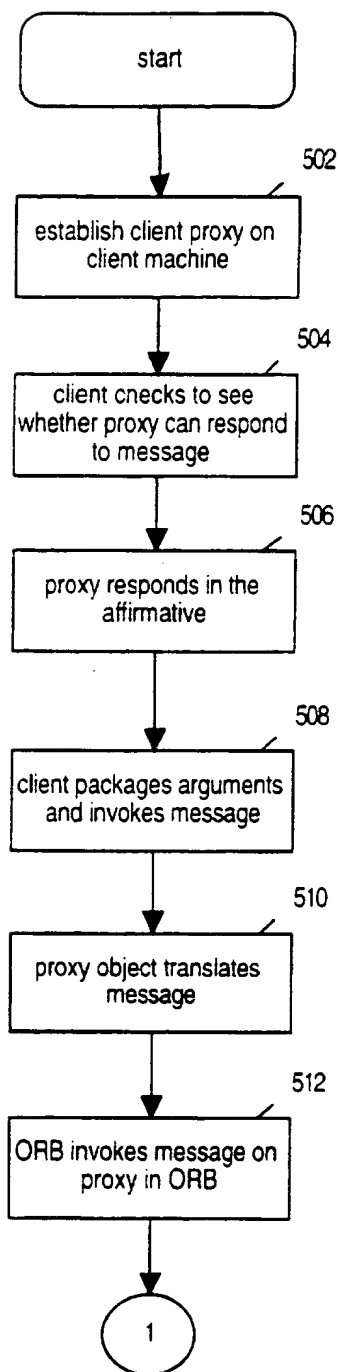 start
502
establish client proxy on
client machine
504
client cnecks to see
whether proxy can respond
to message
506
proxy responds in the
affirmative
508
client packages arguments
and invokes message
510
proxy object translates
message
512
ORB invokes message on
proxy in ORB
1